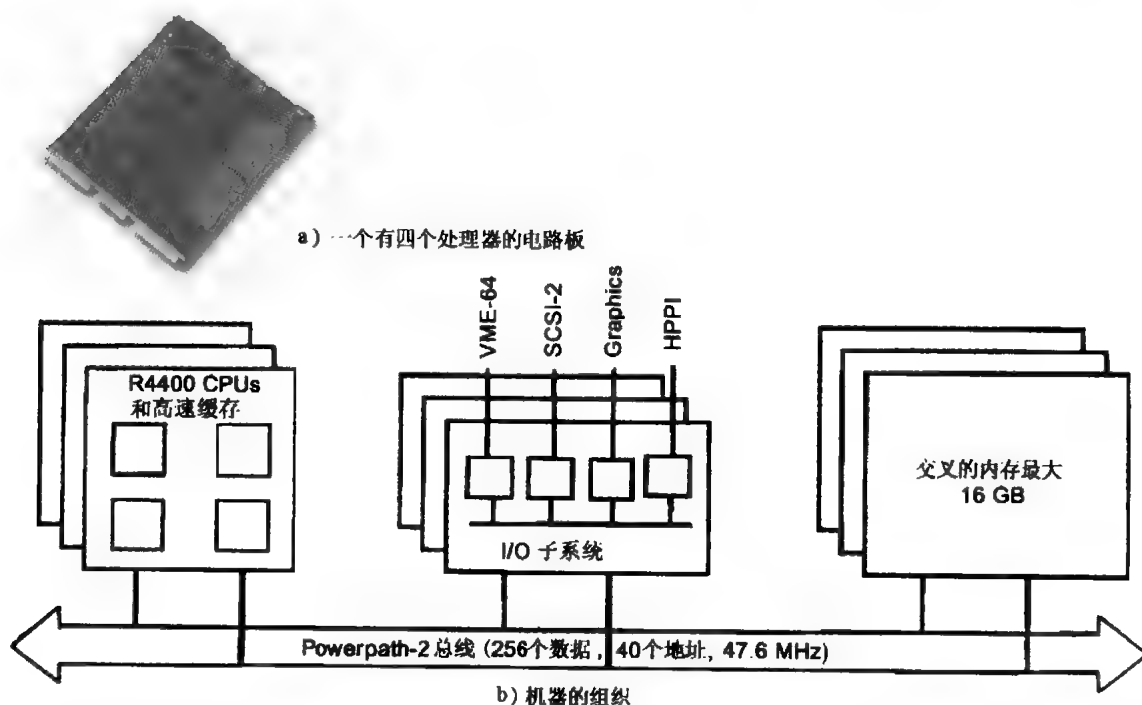 a) 一个有四个处理器的电路板
VME-64
SCSI-2
Graphics
HPPI
R4400 CPUs
和高速缓存
I/O 子系统
交叉的内存最大
16 GB
Powerpath-2 总线 (256个数据, 40个地址, 47.6 MHz)
b) 机器的组织